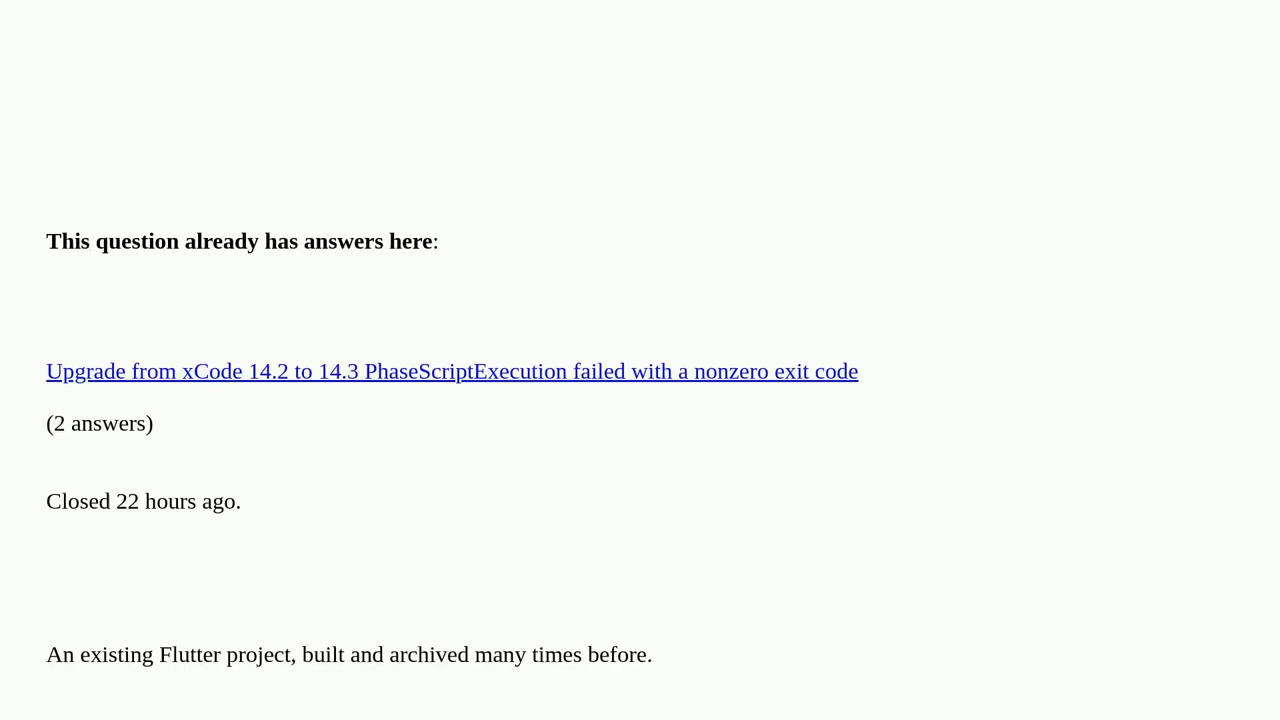 This question already has answers here:
Upgrade from xCode 14.2 to 14.3 PhaseScriptExecution failed with a nonzero exit code
(2 answers)
Closed 22 hours ago.
An existing Flutter project, built and archived many times before.